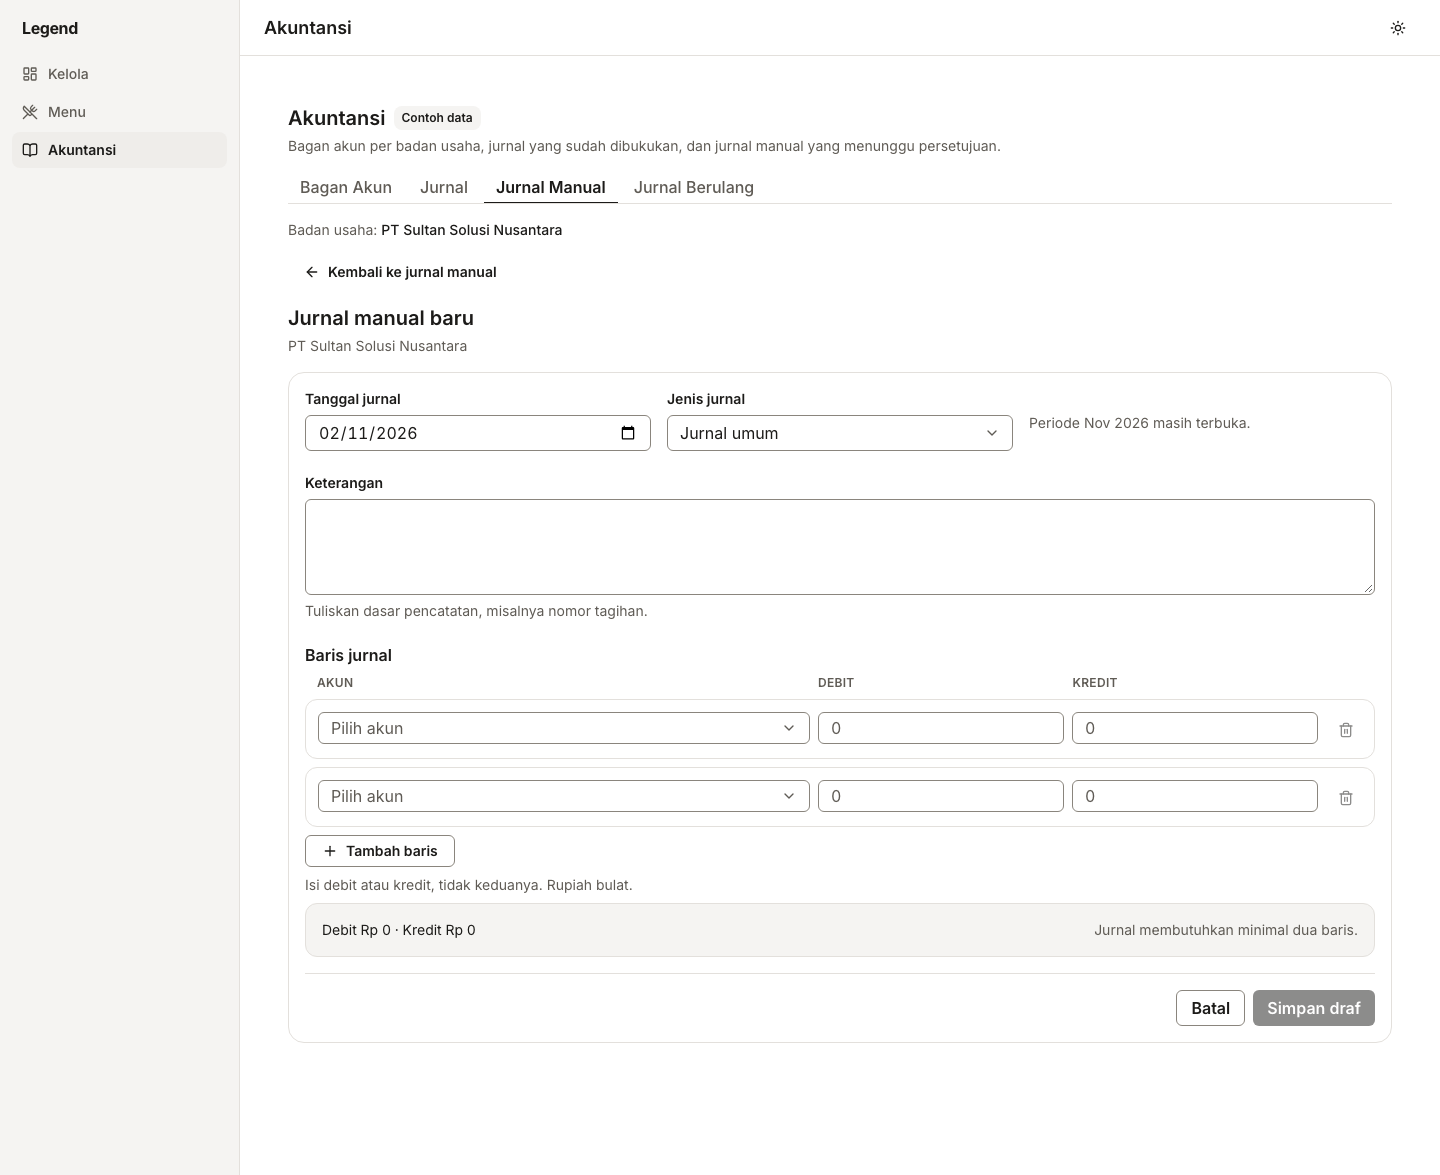 Legend
Akuntansi
Kelola
Menu
Akuntansi
Akuntansi Contoh data
Bagan akun per badan usaha, jurnal yang sudah dibukukan, dan jurnal manual yang menunggu persetujuan.
Bagan Akun Jurnal Jurnal Manual Jurnal Berulang
Badan usaha: PT Sultan Solusi Nusantara
Kembali ke jurnal manual
Jurnal manual baru
PT Sultan Solusi Nusantara
Tanggal jurnal Jenis jurnal
02/11/2026 Jurnal umum Periode Nov 2026 masih terbuka.
Keterangan
Tuliskan dasar pencatatan, misalnya nomor tagihan.
Baris jurnal
AKUN DEBIT KREDIT
Pilih akun 0 0
Pilih akun 0 0
Tambah baris
Isi debit atau kredit, tidak keduanya. Rupiah bulat.
Debit Rp 0 · Kredit Rp 0 Jurnal membutuhkan minimal dua baris.
Batal Simpan draf